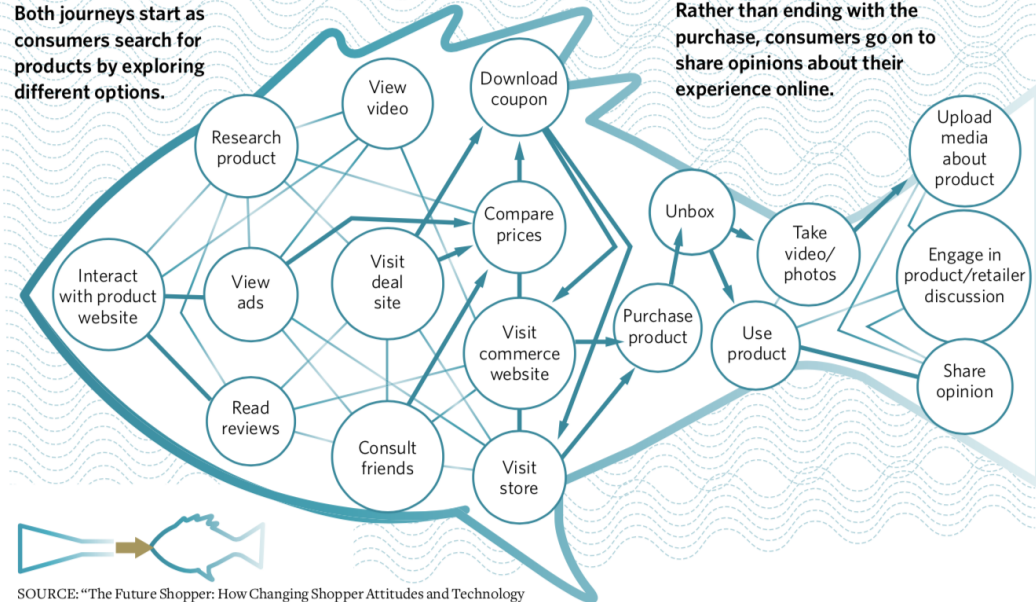 Both journeys start as
consumers search for
products by exploring
different options.
Rather than ending with the
purchase, consumers go on to
share opinions about their
experience online.
View
video
Download
coupon
Research
product
Upload
media
about
product
Compare
prices
Unbox
Take
video/
photos
Interact
with product
website
View
ads
Visit
deal
site
Engage in
product/retailer
discussion
Visit
commerce
website
Purchase
product
Use
product
Share
opinion
Read
reviews
Consult
friends
Visit
store
SOURCE: “The Future Shopper: How Changing Shopper Attitudes and Technology